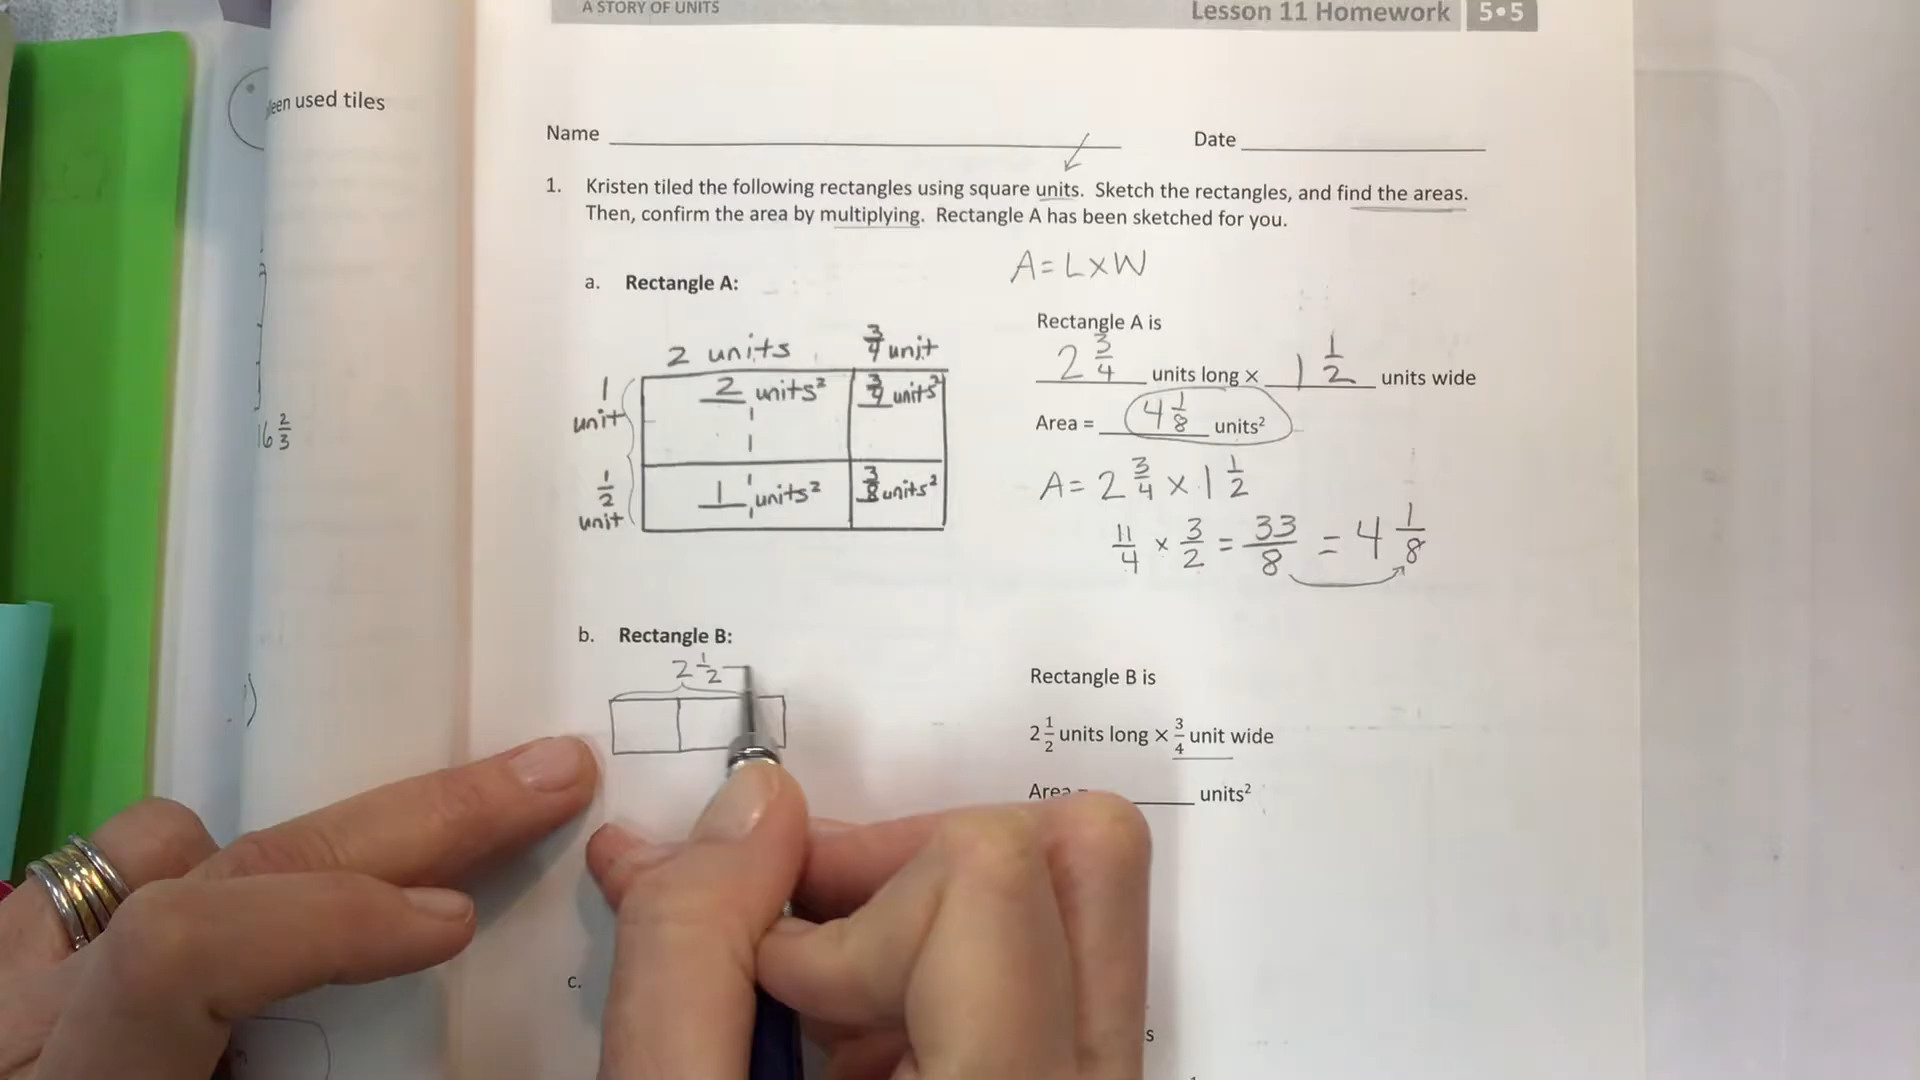 A STORY OF UNITS
Lesson 11 Homework 5•5
used tiles
Name
Date
1. Kristen tiled the following rectangles using square units. Sketch the rectangles, and find the areas.
Then, confirm the area by multiplying. Rectangle A has been sketched for you.
A = L x W
a. Rectangle A:
Rectangle A is
2 units 3/4 unit
2 3/4 units long × 1 1/2 units wide
1 unit 2 units² 3/4 units²
Area = 4 1/8 units²
16 2/3
1/2 unit 1 units² 3/8 units²
A = 2 3/4 x 1 1/2
11/4 x 3/2 = 33/8 = 4 1/8
b. Rectangle B:
2 1/2
Rectangle B is
2 1/2 units long × 3/4 unit wide
Area = units²
c.
s